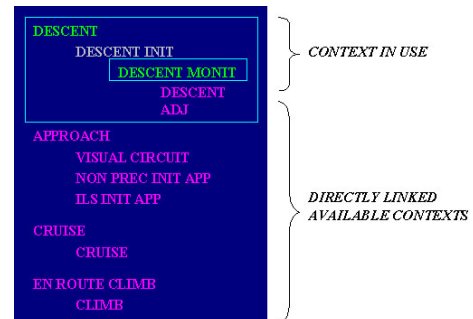 DESCENT
DESCENT INIT
DESCENT MONIT
DESCENT
ADJ
CONTEXT IN USE
APPROACH
VISUAL CIRCUIT
NON PREC INIT APP
ILS INIT APP
DIRECTLY LINKED
AVAILABLE CONTEXTS
CRUISE
CRUISE
EN ROUTE CLIMB
CLIMB